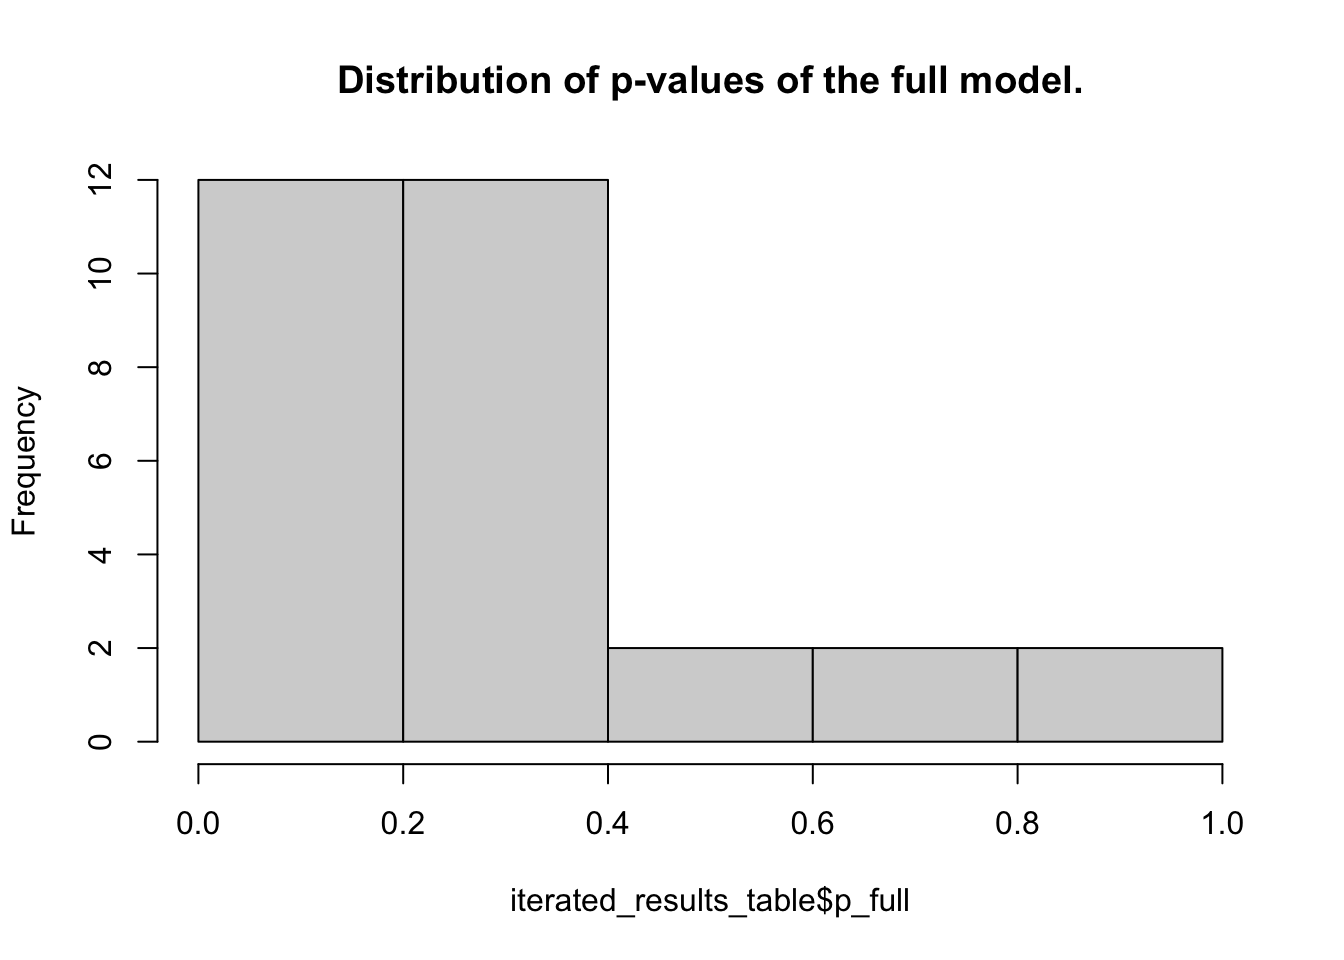 Distribution of p-values of the full model.
Frequency
12
10
8
6
4
2
0
0.0 0.2 0.4 0.6 0.8 1.0
iterated_results_table$p_full